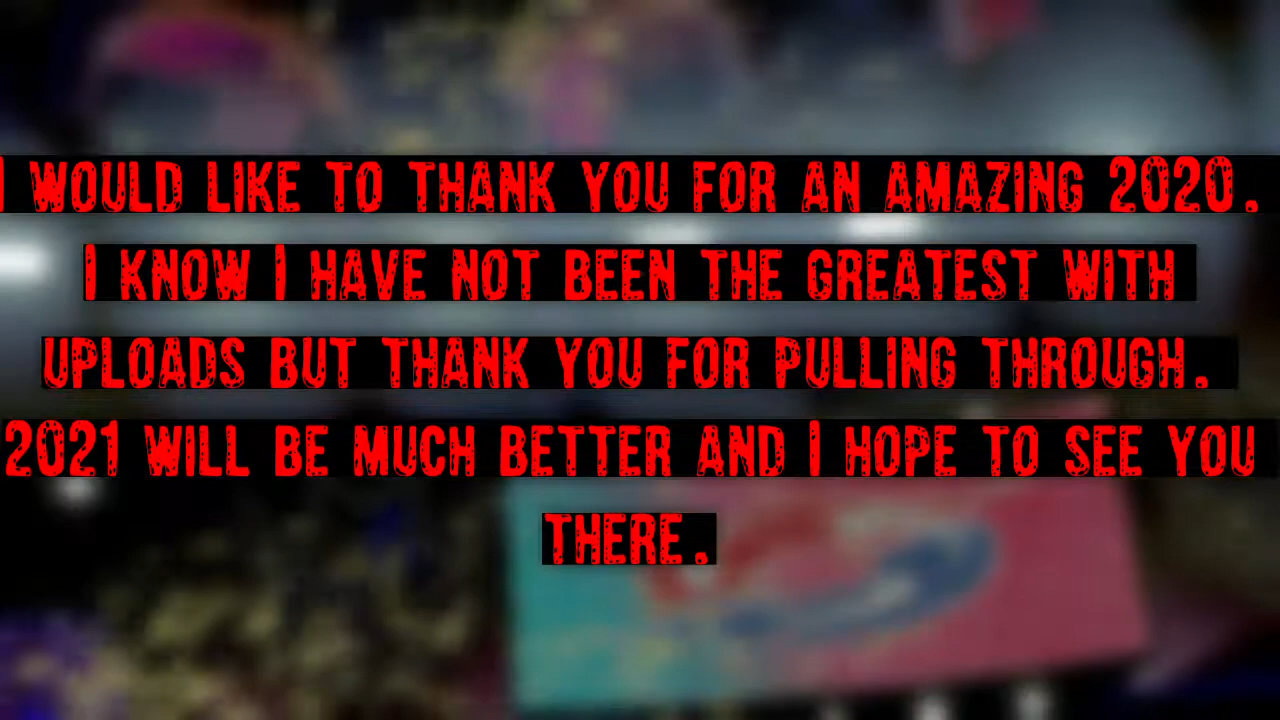 I WOULD LIKE TO THANK YOU FOR AN AMAZING 2020.
I KNOW I HAVE NOT BEEN THE GREATEST WITH
UPLOADS BUT THANK YOU FOR PULLING THROUGH.
2021 WILL BE MUCH BETTER AND I HOPE TO SEE YOU
THERE.